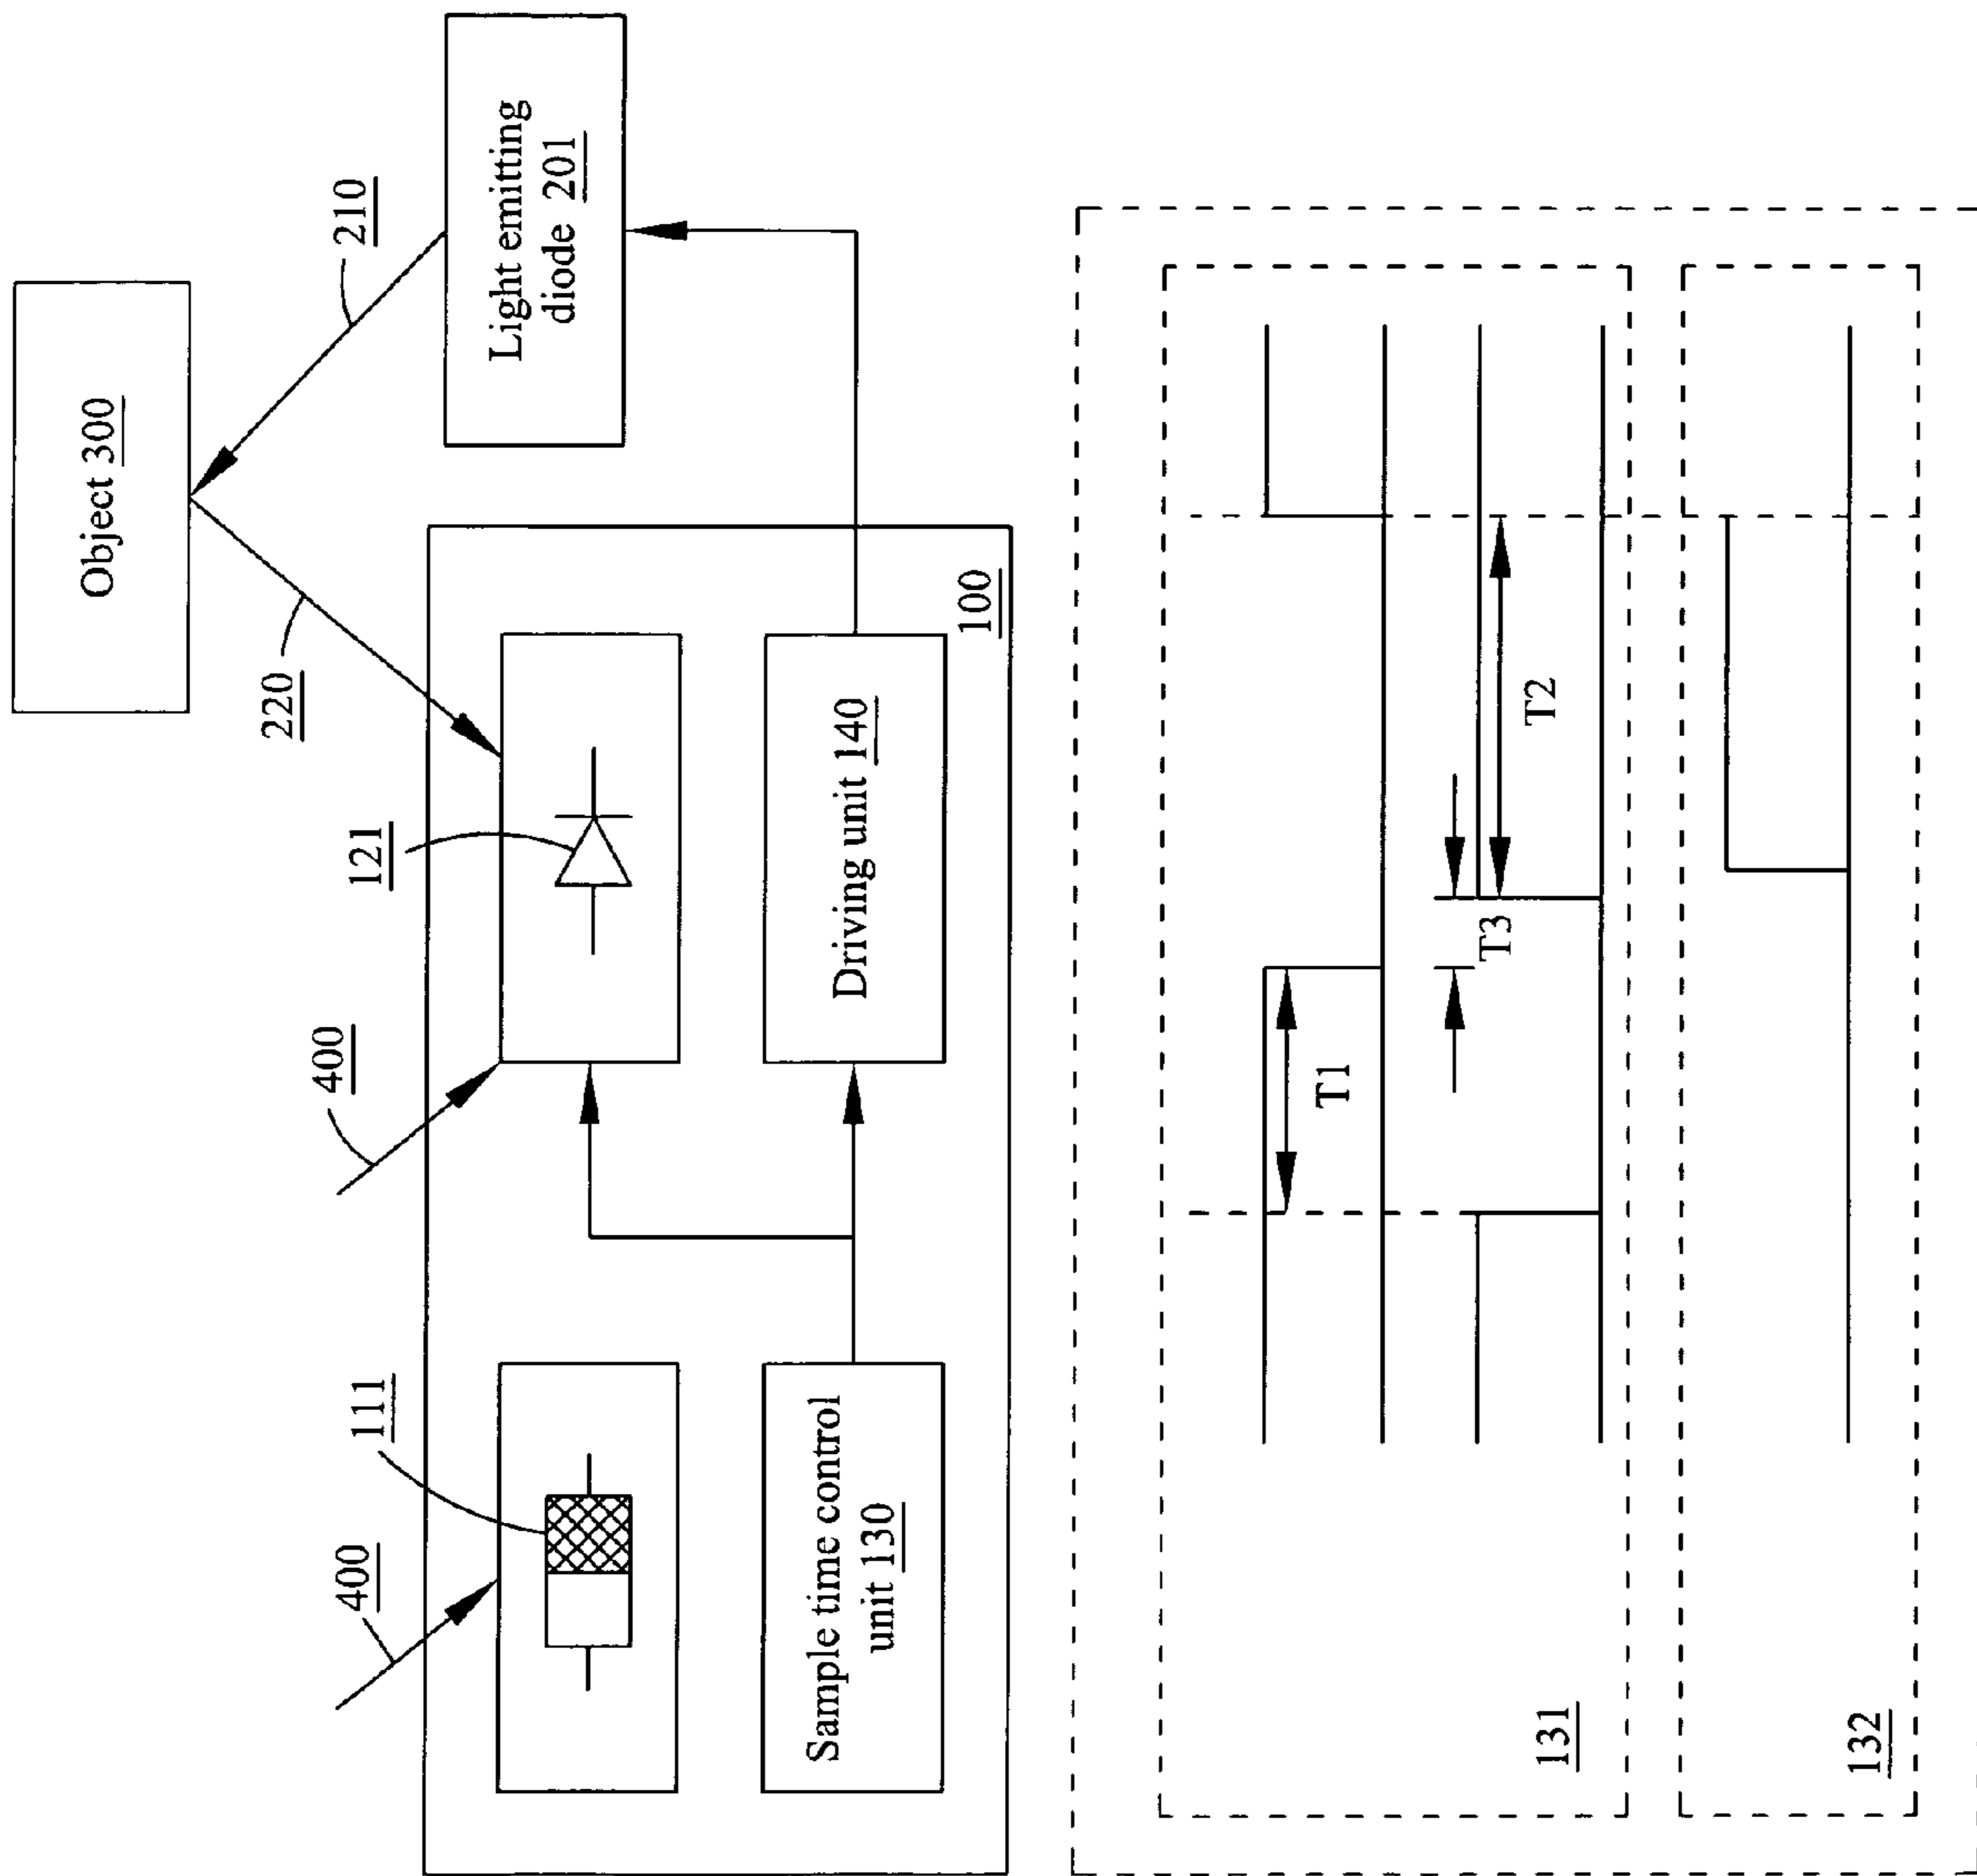 Object 300
210
220
Light emitting
diode 201
400
111
400
121
Sample time control
unit 130
Driving unit 140
100
T1
T3
T2
131
132